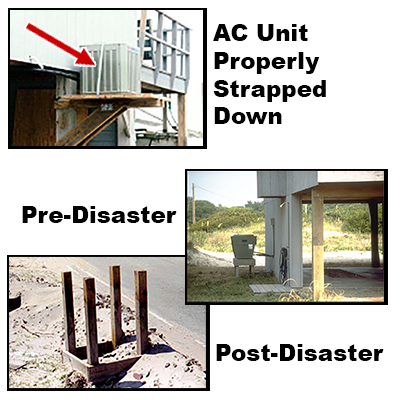 AC Unit
Properly
Strapped
Down
Pre-Disaster
Post-Disaster